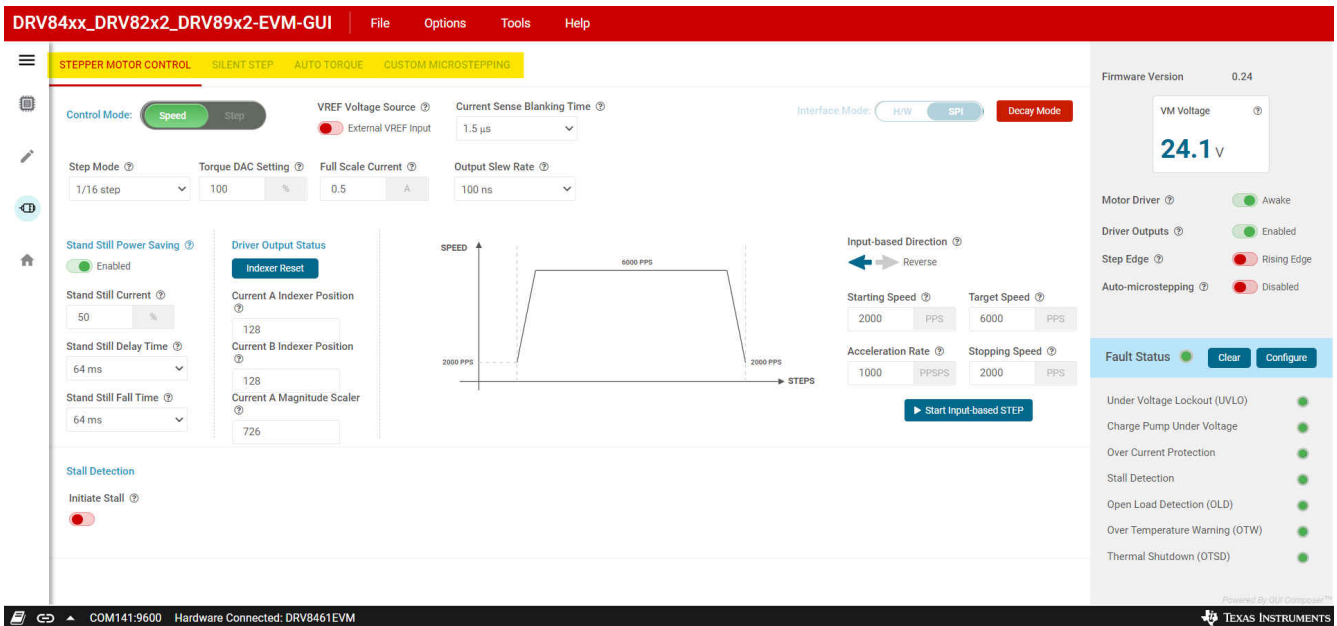 DRV84xx_DRV82x2_DRV89x2-EVM-GUI File Options Tools Help
STEPPER MOTOR CONTROL SILENT STEP AUTO TORQUE CUSTOM MICROSTEPPING
Control Mode: Speed Step
VREF Voltage Source
External VREF Input
Current Sense Blanking Time
1.5 µs
Interface Mode: H/W SPI Decay Mode
Step Mode
1/16 step
Torque DAC Setting
100 %
Full Scale Current
0.5 A
Output Slew Rate
100 ns
Stand Still Power Saving
Enabled
Stand Still Current
50 %
Stand Still Delay Time
64 ms
Stand Still Fall Time
64 ms
Driver Output Status
Indexer Reset
Current A Indexer Position
128
Current B Indexer Position
128
Current A Magnitude Scaler
726
SPEED
6000 PPS
2000 PPS
2000 PPS
STEPS
Input-based Direction
Reverse
Starting Speed
2000 PPS
Target Speed
6000 PPS
Acceleration Rate
1000 PPSPS
Stopping Speed
2000 PPS
Start Input-based STEP
Stall Detection
Initiate Stall
Firmware Version 0.24
VM Voltage
24.1 V
Motor Driver Awake
Driver Outputs Enabled
Step Edge Rising Edge
Auto-microstepping Disabled
Fault Status Clear Configure
Under Voltage Lockout (UVLO)
Charge Pump Under Voltage
Over Current Protection
Stall Detection
Open Load Detection (OLD)
Over Temperature Warning (OTW)
Thermal Shutdown (OTSD)
Powered By GUI Composer™
COM141:9600 Hardware Connected: DRV8461EVM
TEXAS INSTRUMENTS